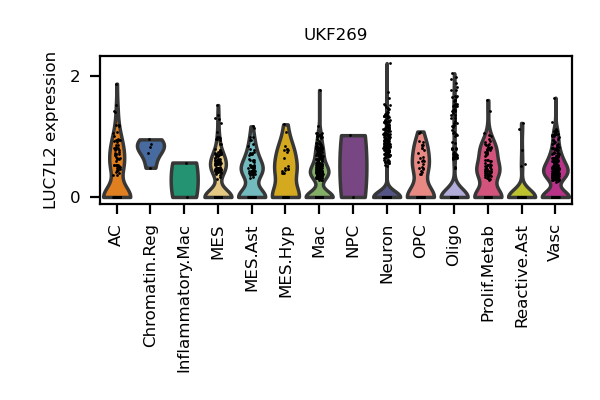 UKF269
LUC7L2 expression
2
0
AC
Chromatin.Reg
Inflammatory.Mac
MES
MES.Ast
MES.Hyp
Mac
NPC
Neuron
OPC
Oligo
Prolif.Metab
Reactive.Ast
Vasc